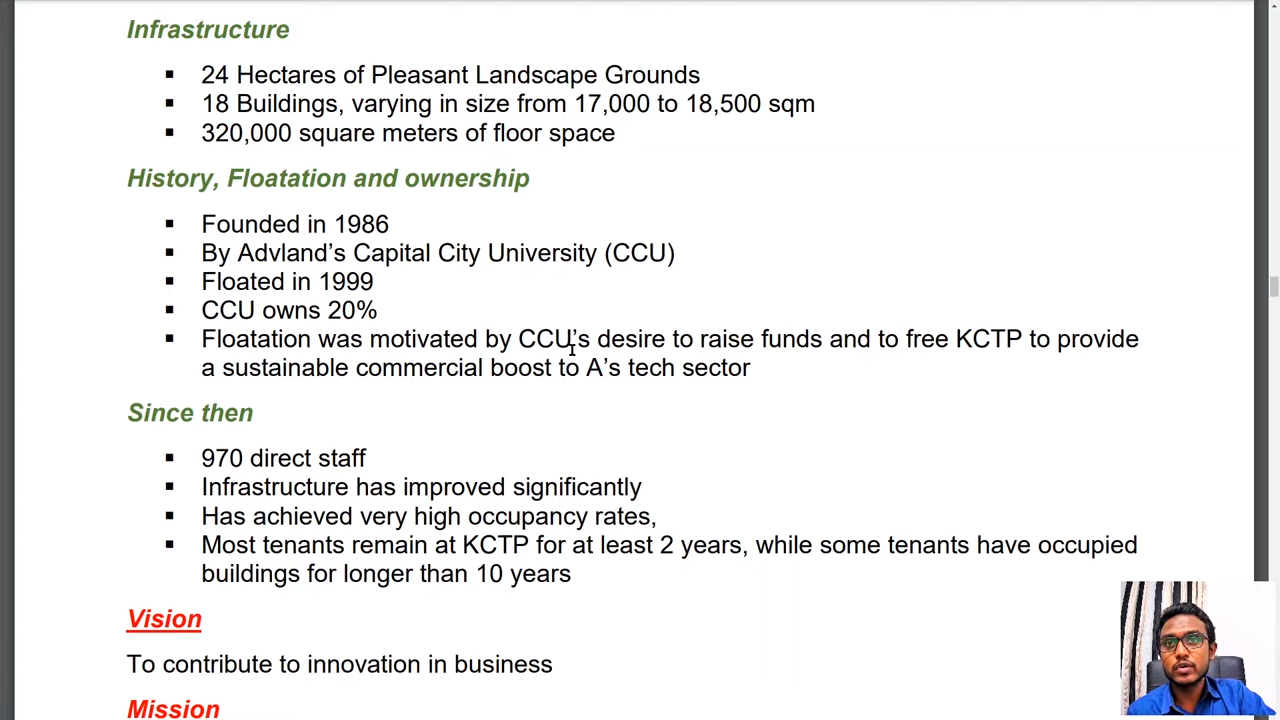 Infrastructure
▪ 24 Hectares of Pleasant Landscape Grounds
▪ 18 Buildings, varying in size from 17,000 to 18,500 sqm
▪ 320,000 square meters of floor space
History, Floatation and ownership
▪ Founded in 1986
▪ By Advland’s Capital City University (CCU)
▪ Floated in 1999
▪ CCU owns 20%
▪ Floatation was motivated by CCU’s desire to raise funds and to free KCTP to provide
a sustainable commercial boost to A’s tech sector
Since then
▪ 970 direct staff
▪ Infrastructure has improved significantly
▪ Has achieved very high occupancy rates,
▪ Most tenants remain at KCTP for at least 2 years, while some tenants have occupied
buildings for longer than 10 years
Vision
To contribute to innovation in business
Mission